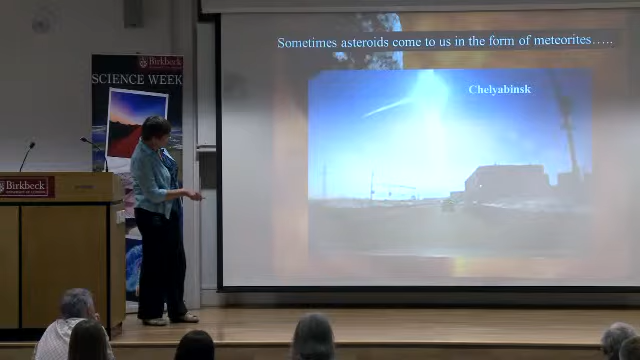 Sometimes asteroids come to us in the form of meteorites…..
Chelyabinsk
Birkbeck
SCIENCE WEEK
Birkbeck